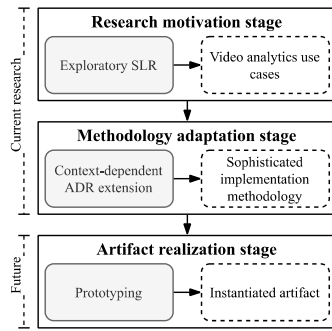 Research motivation stage
Exploratory SLR
Video analytics use
cases
Current research
Methodology adaptation stage
Context-dependent
ADR extension
Sophisticated
implementation
methodology
Future
Artifact realization stage
Prototyping
Instantiated artifact